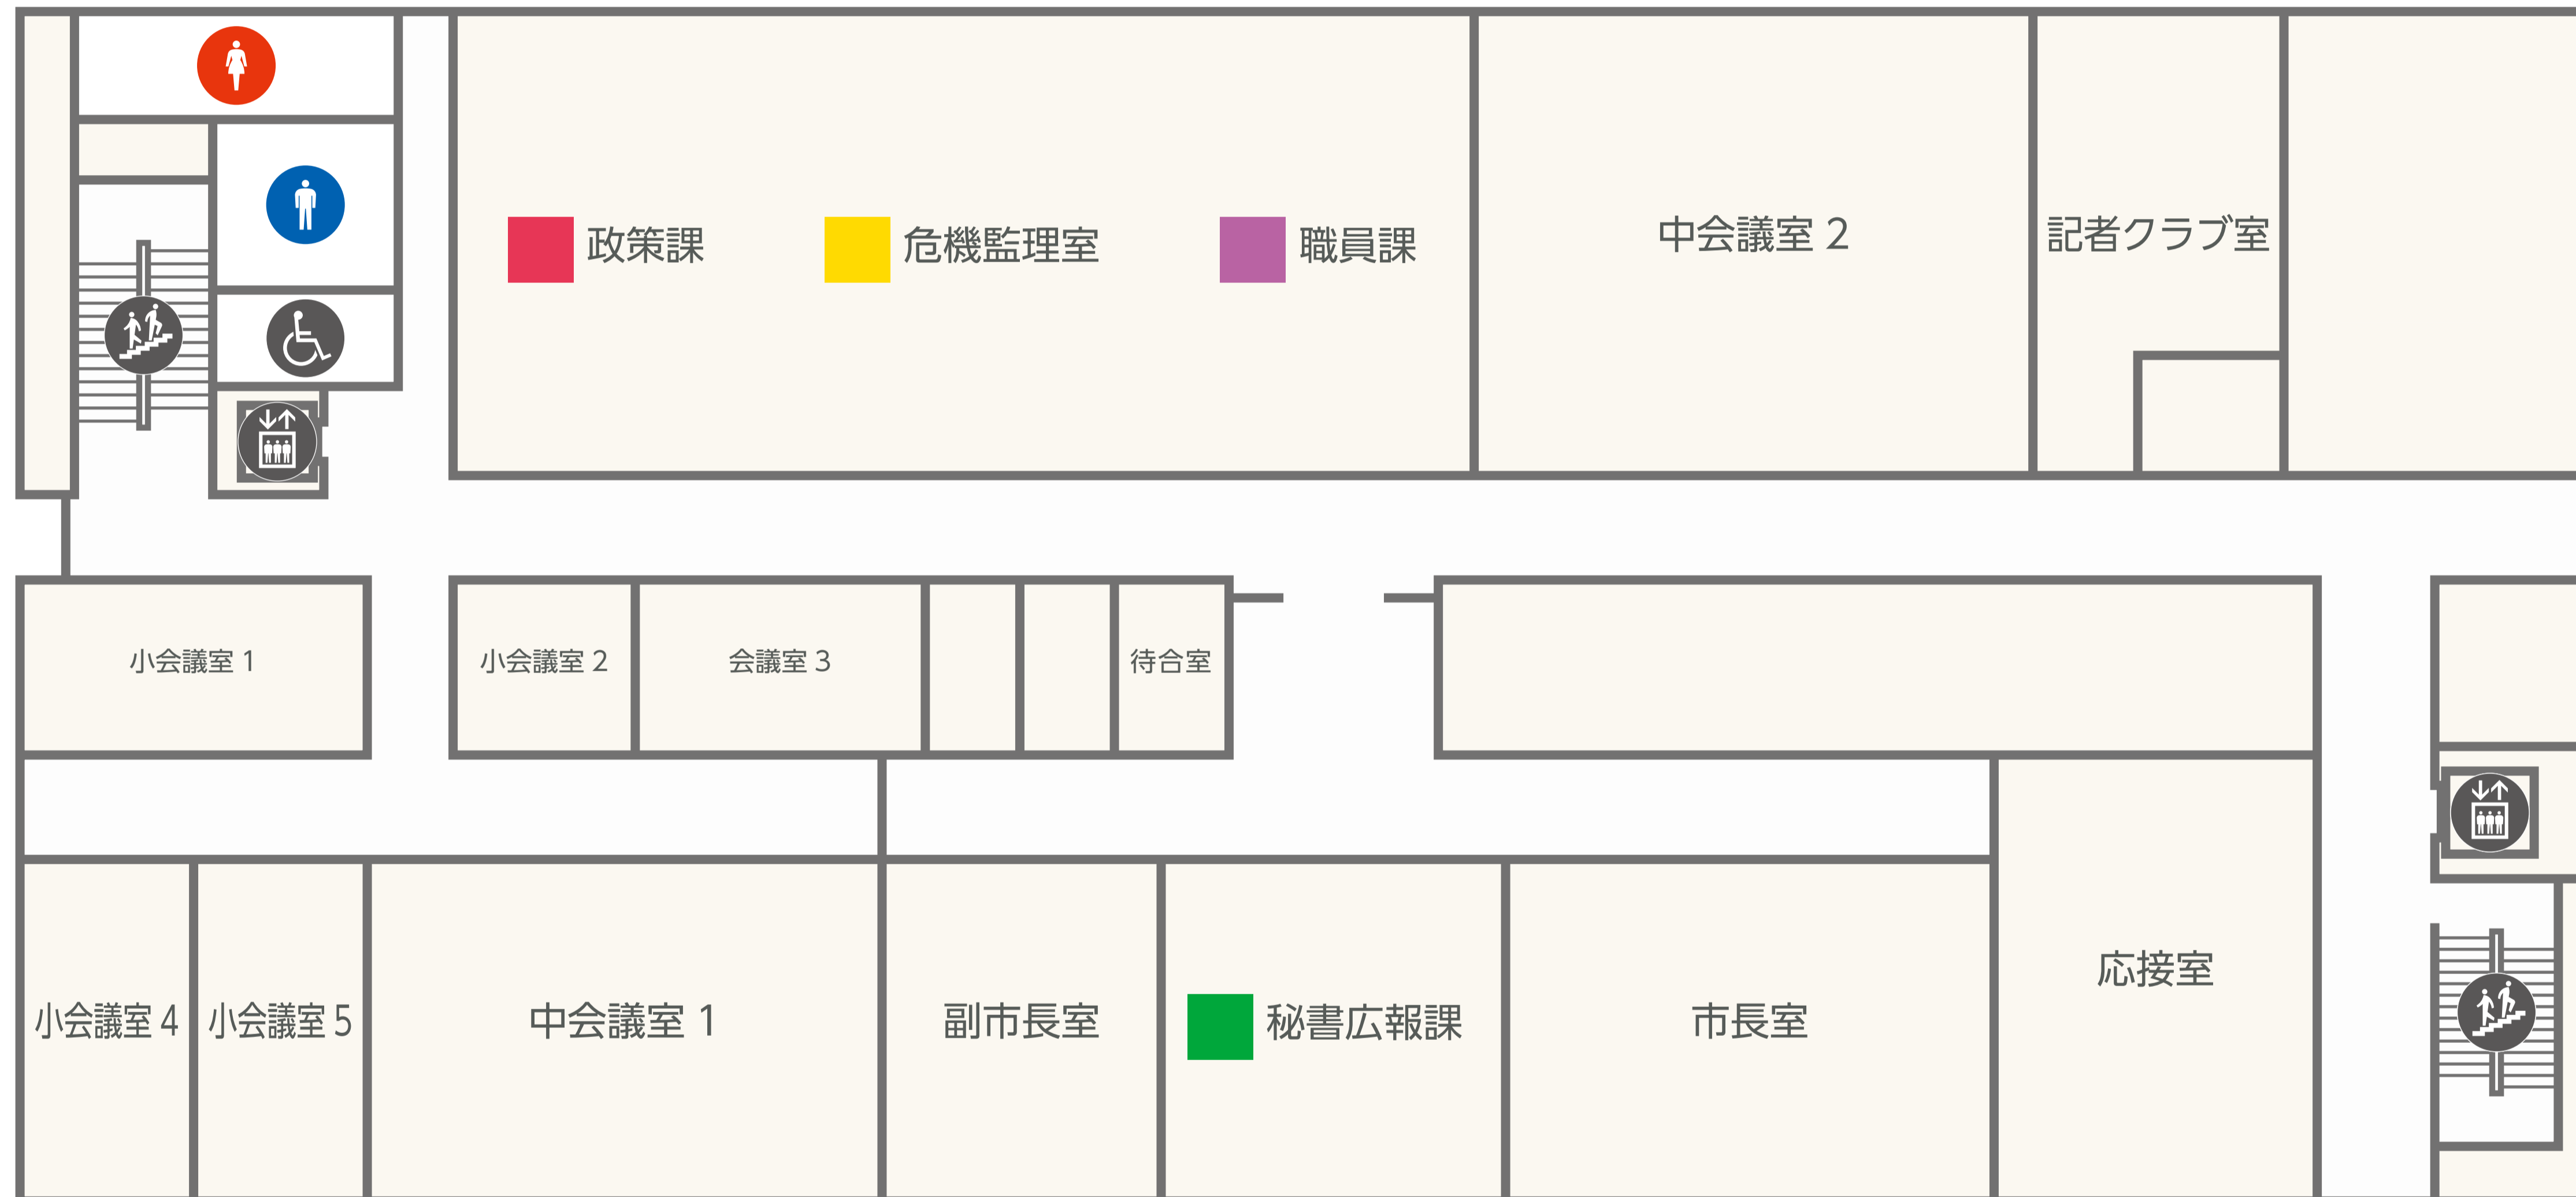 政策課
危機監理室
職員課
中会議室 2
記者クラブ室
小会議室 1
小会議室 2
会議室 3
待合室
小会議室 4
小会議室 5
中会議室 1
副市長室
秘書広報課
市長室
応接室